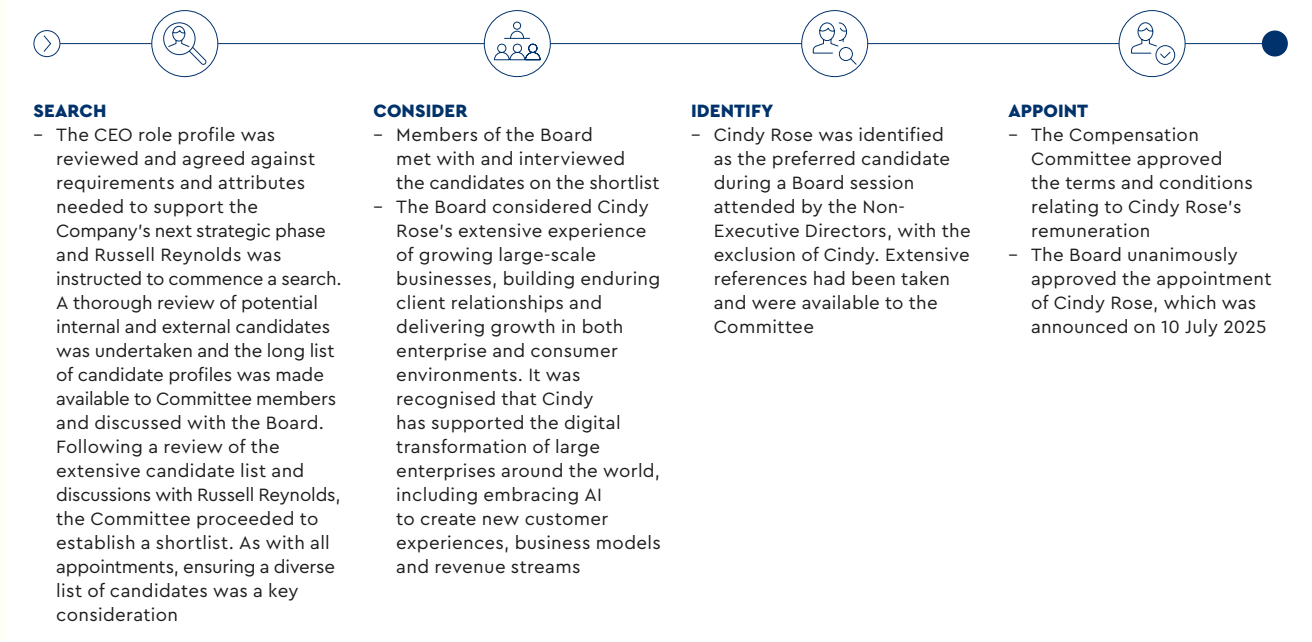 SEARCH
– The CEO role profile was
reviewed and agreed against
requirements and attributes
needed to support the
Company's next strategic phase
and Russell Reynolds was
instructed to commence a search.
A thorough review of potential
internal and external candidates
was undertaken and the long list
of candidate profiles was made
available to Committee members
and discussed with the Board.
Following a review of the
extensive candidate list and
discussions with Russell Reynolds,
the Committee proceeded to
establish a shortlist. As with all
appointments, ensuring a diverse
list of candidates was a key
consideration
CONSIDER
– Members of the Board
met with and interviewed
the candidates on the shortlist
– The Board considered Cindy
Rose's extensive experience
of growing large-scale
businesses, building enduring
client relationships and
delivering growth in both
enterprise and consumer
environments. It was
recognised that Cindy
has supported the digital
transformation of large
enterprises around the world,
including embracing AI
to create new customer
experiences, business models
and revenue streams
IDENTIFY
– Cindy Rose was identified
as the preferred candidate
during a Board session
attended by the Non-
Executive Directors, with the
exclusion of Cindy. Extensive
references had been taken
and were available to the
Committee
APPOINT
– The Compensation
Committee approved
the terms and conditions
relating to Cindy Rose's
remuneration
– The Board unanimously
approved the appointment
of Cindy Rose, which was
announced on 10 July 2025